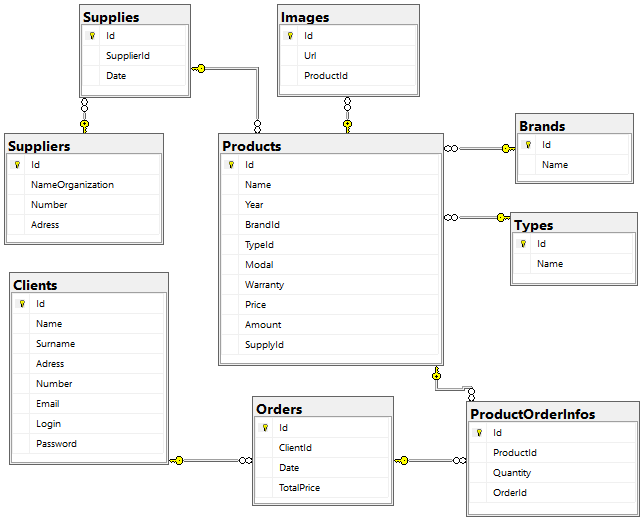 Supplies
Id
SupplierId
Date
Images
Id
Url
ProductId
Suppliers
Id
NameOrganization
Number
Adress
Products
Id
Name
Year
BrandId
TypeId
Modal
Warranty
Price
Amount
SupplyId
Brands
Id
Name
Types
Id
Name
Clients
Id
Name
Surname
Adress
Number
Email
Login
Password
Orders
Id
ClientId
Date
TotalPrice
ProductOrderInfos
Id
ProductId
Quantity
OrderId